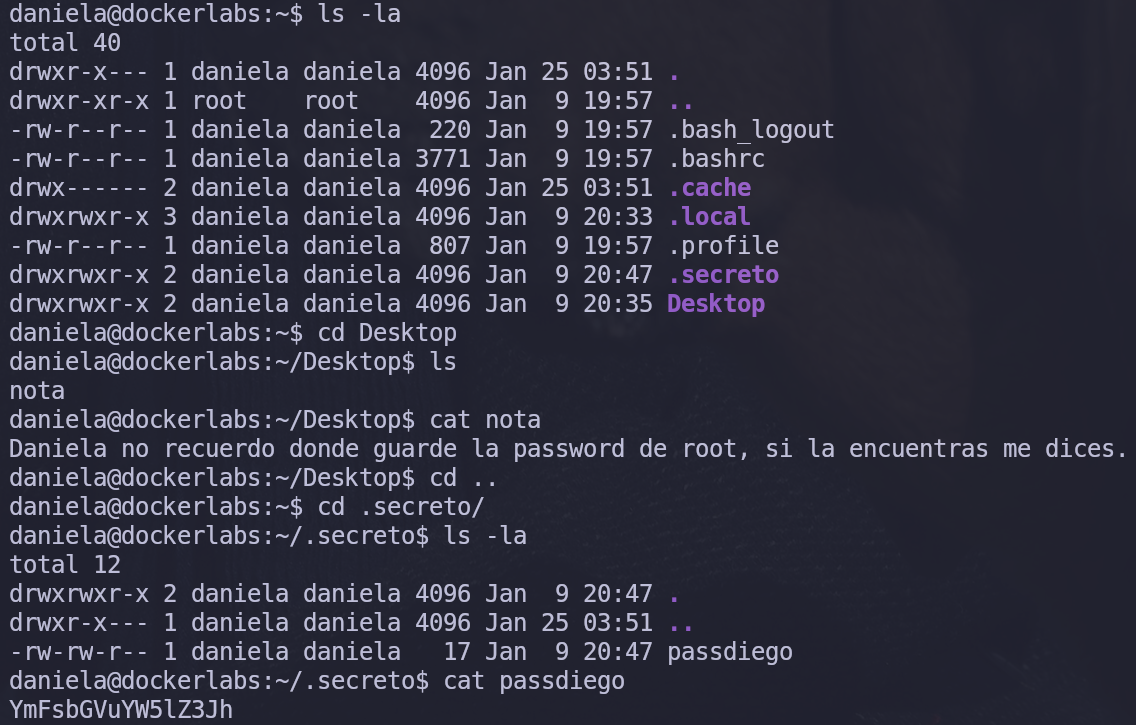 daniela@dockerlabs:~$ ls -la
total 40
drwxr-x--- 1 daniela daniela 4096 Jan 25 03:51 .
drwxr-xr-x 1 root    root    4096 Jan  9 19:57 ..
-rw-r--r-- 1 daniela daniela  220 Jan  9 19:57 .bash_logout
-rw-r--r-- 1 daniela daniela 3771 Jan  9 19:57 .bashrc
drwx------ 2 daniela daniela 4096 Jan 25 03:51 .cache
drwxrwxr-x 3 daniela daniela 4096 Jan  9 20:33 .local
-rw-r--r-- 1 daniela daniela  807 Jan  9 19:57 .profile
drwxrwxr-x 2 daniela daniela 4096 Jan  9 20:47 .secreto
drwxrwxr-x 2 daniela daniela 4096 Jan  9 20:35 Desktop
daniela@dockerlabs:~$ cd Desktop
daniela@dockerlabs:~/Desktop$ ls
nota
daniela@dockerlabs:~/Desktop$ cat nota
Daniela no recuerdo donde guarde la password de root, si la encuentras me dices.
daniela@dockerlabs:~/Desktop$ cd ..
daniela@dockerlabs:~$ cd .secreto/
daniela@dockerlabs:~/.secreto$ ls -la
total 12
drwxrwxr-x 2 daniela daniela 4096 Jan  9 20:47 .
drwxr-x--- 1 daniela daniela 4096 Jan 25 03:51 ..
-rw-rw-r-- 1 daniela daniela   17 Jan  9 20:47 passdiego
daniela@dockerlabs:~/.secreto$ cat passdiego
YmFsbGVuYW5lZ3Jh